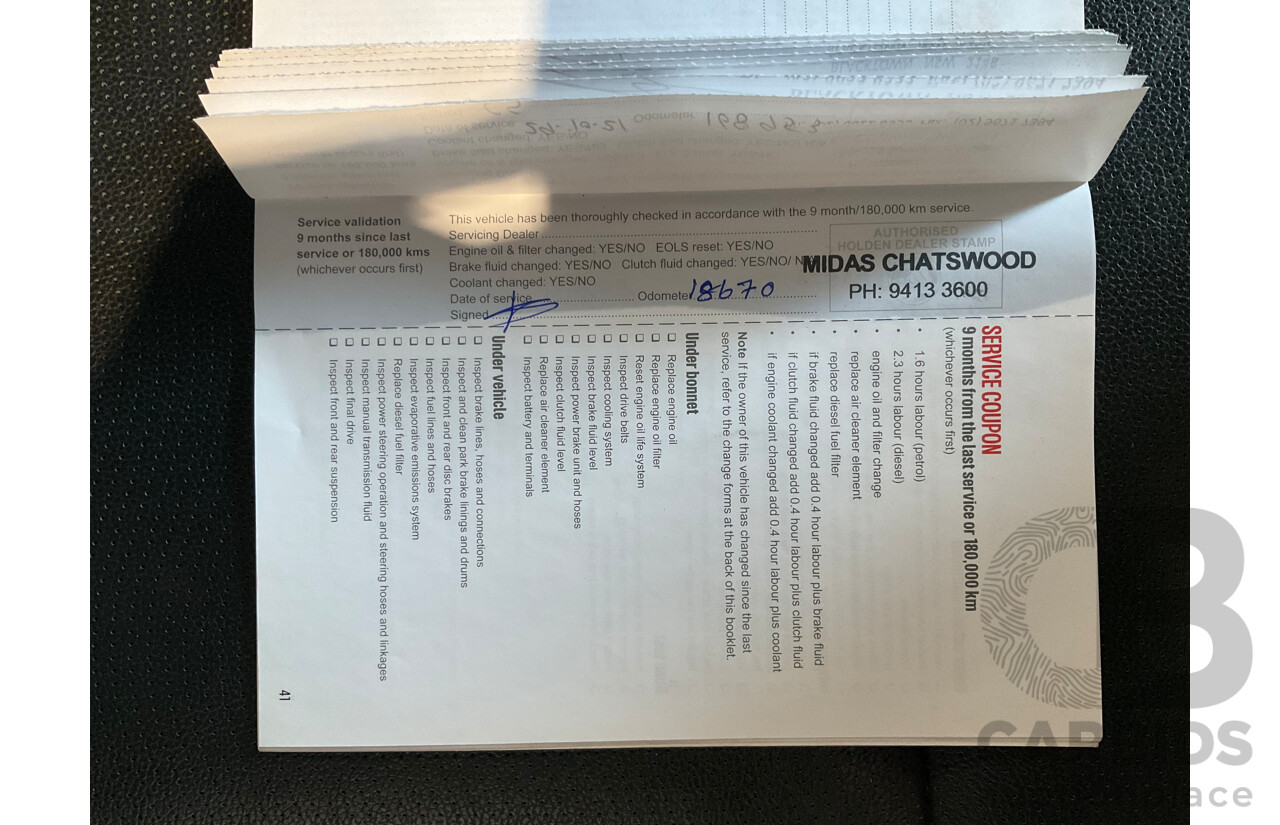 Service validation
9 months since last
service or 180,000 kms
(whichever occurs first)
This vehicle has been thoroughly checked in accordance with the 9 month/180,000 km service.
Servicing Dealer
Engine oil & filter changed: YES/NO EOLS reset: YES/NO
Brake fluid changed: YES/NO Clutch fluid changed: YES/NO/
Coolant changed: YES/NO
Date of service Odometer 18670
Signed
AUTHORISED
HOLDEN DEALER STAMP
MIDAS CHATSWOOD
PH: 9413 3600
SERVICE COUPON
9 months from the last service or 180,000 km
(whichever occurs first)
• 1.6 hours labour (petrol)
• 2.3 hours labour (diesel)
• engine oil and filter change
• replace air cleaner element
• replace diesel fuel filter
• if brake fluid changed add 0.4 hour labour plus brake fluid
• if clutch fluid changed add 0.4 hour labour plus clutch fluid
• if engine coolant changed add 0.4 hour labour plus coolant
Note If the owner of this vehicle has changed since the last
service, refer to the change forms at the back of this booklet.
Under bonnet
❏ Replace engine oil
❏ Replace engine oil filter
❏ Reset engine oil life system
❏ Inspect drive belts
❏ Inspect cooling system
❏ Inspect brake fluid level
❏ Inspect power brake unit and hoses
❏ Inspect clutch fluid level
❏ Replace air cleaner element
❏ Inspect battery and terminals
Under vehicle
❏ Inspect brake lines, hoses and connections
❏ Inspect and clean park brake linings and drums
❏ Inspect front and rear disc brakes
❏ Inspect fuel lines and hoses
❏ Inspect evaporative emissions system
❏ Replace diesel fuel filter
❏ Inspect power steering operation and steering hoses and linkages
❏ Inspect manual transmission fluid
❏ Inspect final drive
❏ Inspect front and rear suspension
41